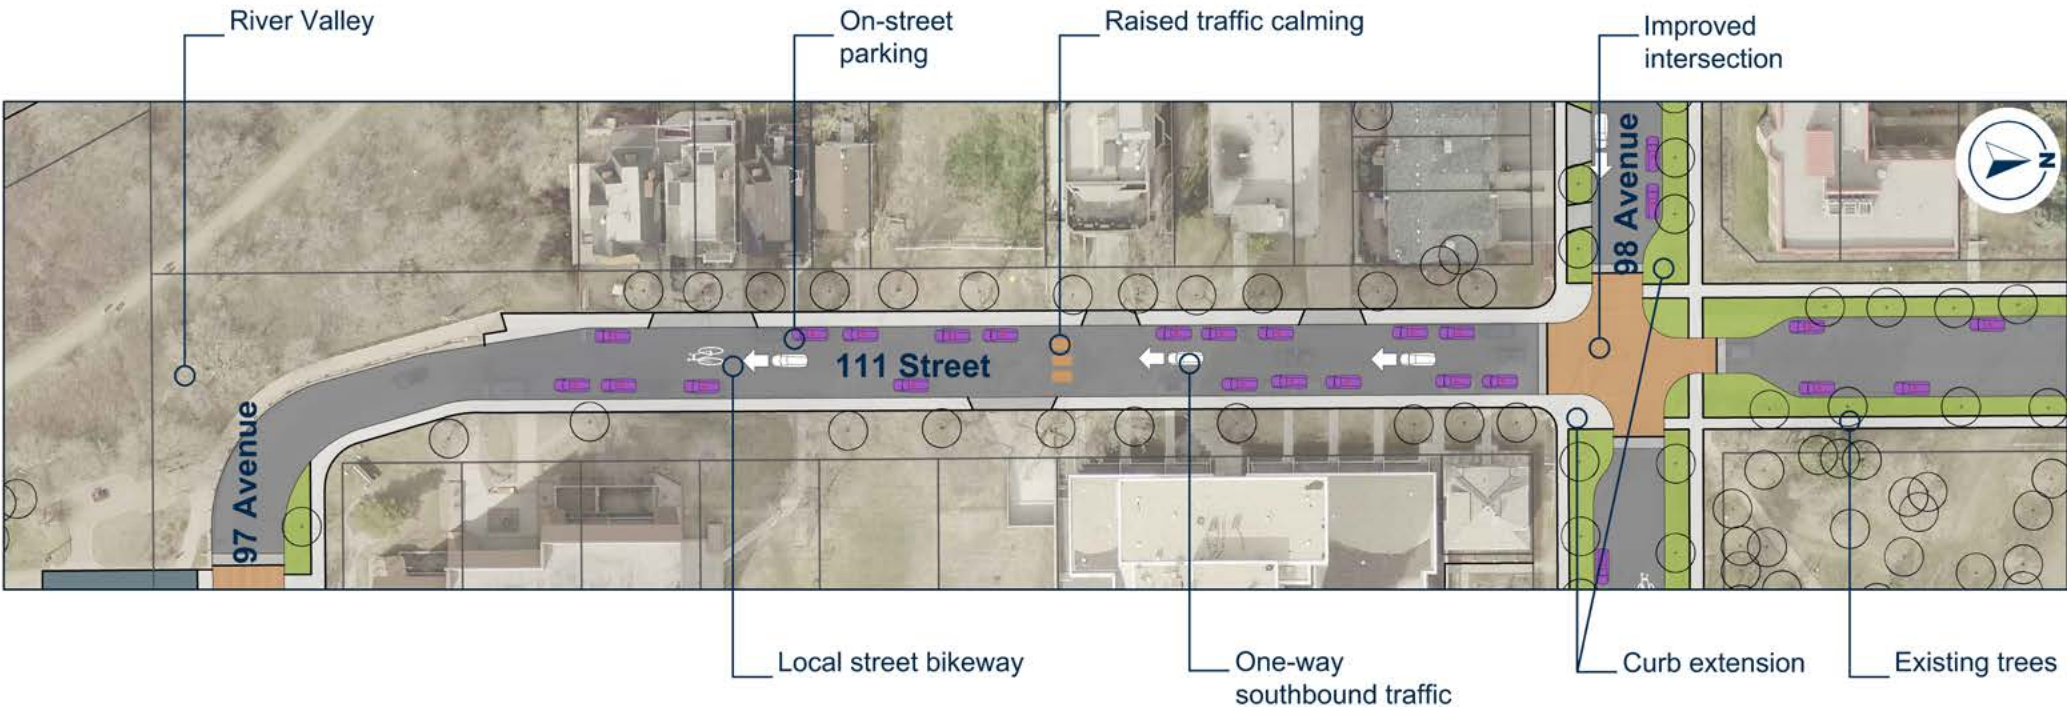 River Valley
On-street
parking
Raised traffic calming
Improved
intersection
98 Avenue
N
111 Street
97 Avenue
Local street bikeway
One-way
southbound traffic
Curb extension
Existing trees